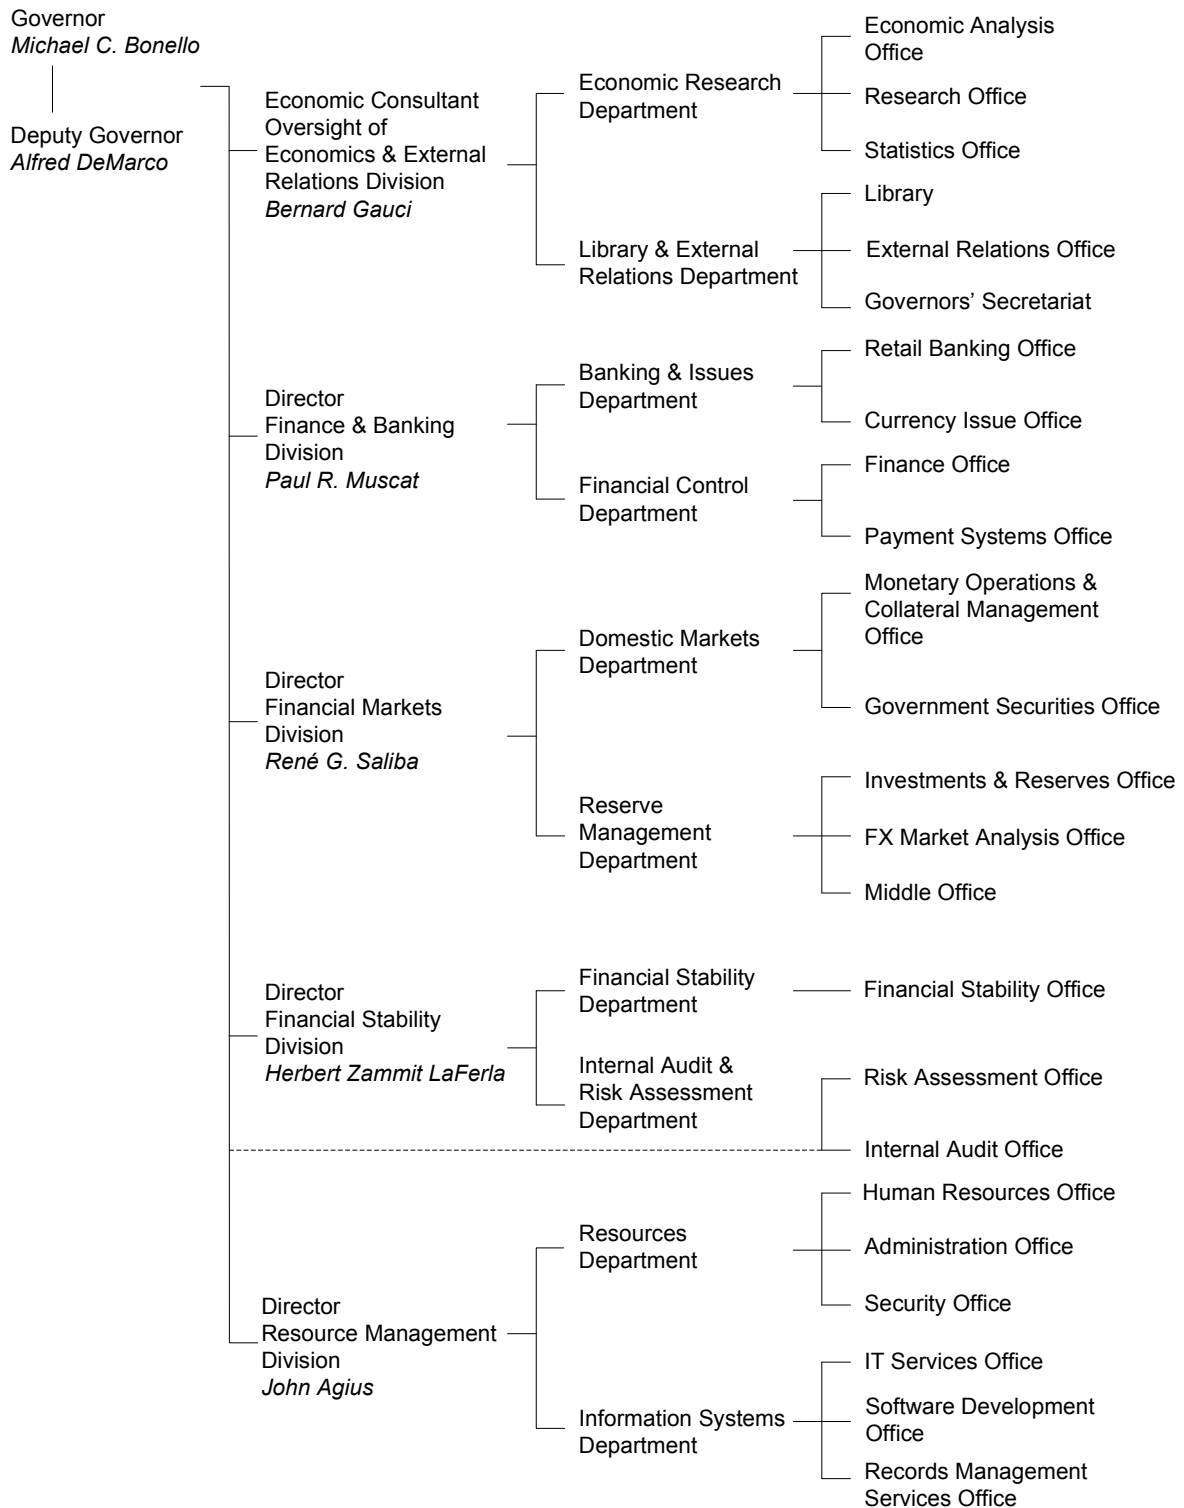 Governor
Michael C. Bonello
Deputy Governor
Alfred DeMarco
Economic Consultant
Oversight of
Economics & External
Relations Division
Bernard Gauci
Economic Research
Department
Economic Analysis
Office
Research Office
Statistics Office
Library & External
Relations Department
Library
External Relations Office
Governors’ Secretariat
Director
Finance & Banking
Division
Paul R. Muscat
Banking & Issues
Department
Retail Banking Office
Currency Issue Office
Financial Control
Department
Finance Office
Payment Systems Office
Director
Financial Markets
Division
René G. Saliba
Domestic Markets
Department
Monetary Operations &
Collateral Management
Office
Government Securities Office
Reserve
Management
Department
Investments & Reserves Office
FX Market Analysis Office
Middle Office
Director
Financial Stability
Division
Herbert Zammit LaFerla
Financial Stability
Department
Financial Stability Office
Internal Audit &
Risk Assessment
Department
Risk Assessment Office
Internal Audit Office
Director
Resource Management
Division
John Agius
Resources
Department
Human Resources Office
Administration Office
Security Office
Information Systems
Department
IT Services Office
Software Development
Office
Records Management
Services Office